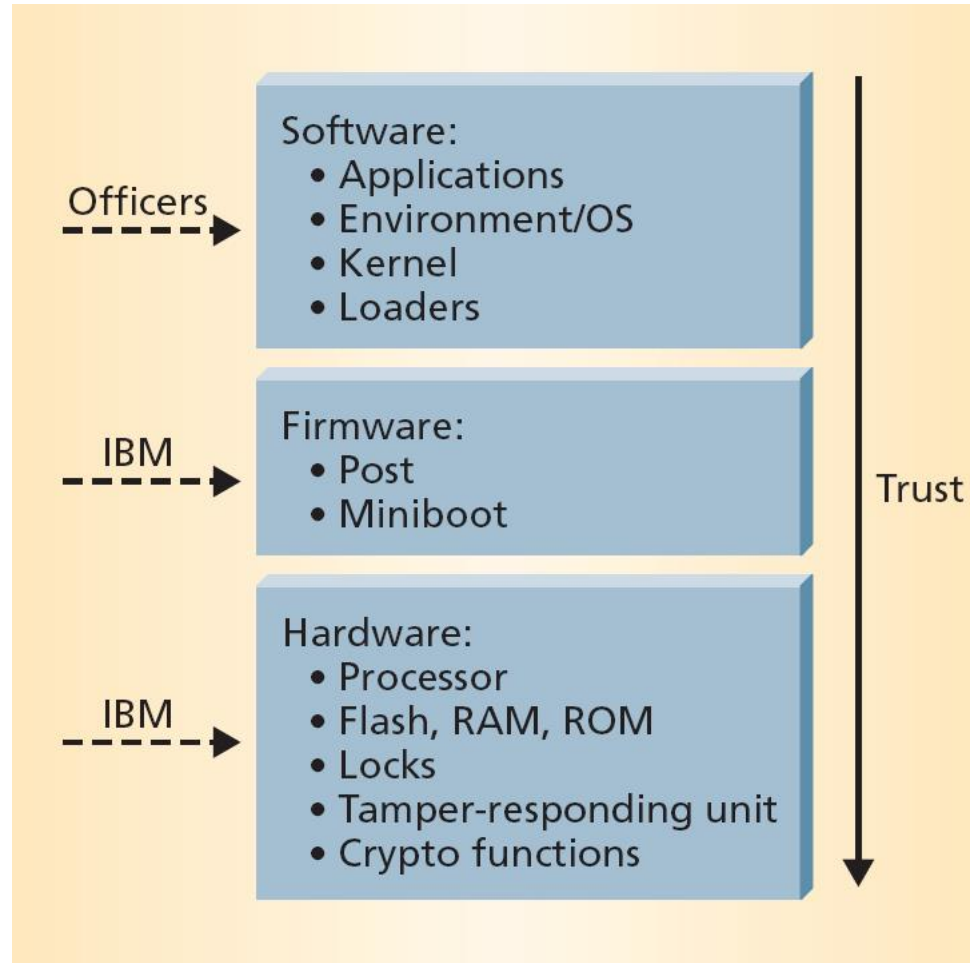 Officers
Software:
• Applications
• Environment/OS
• Kernel
• Loaders
IBM
Firmware:
• Post
• Miniboot
Trust
IBM
Hardware:
• Processor
• Flash, RAM, ROM
• Locks
• Tamper-responding unit
• Crypto functions